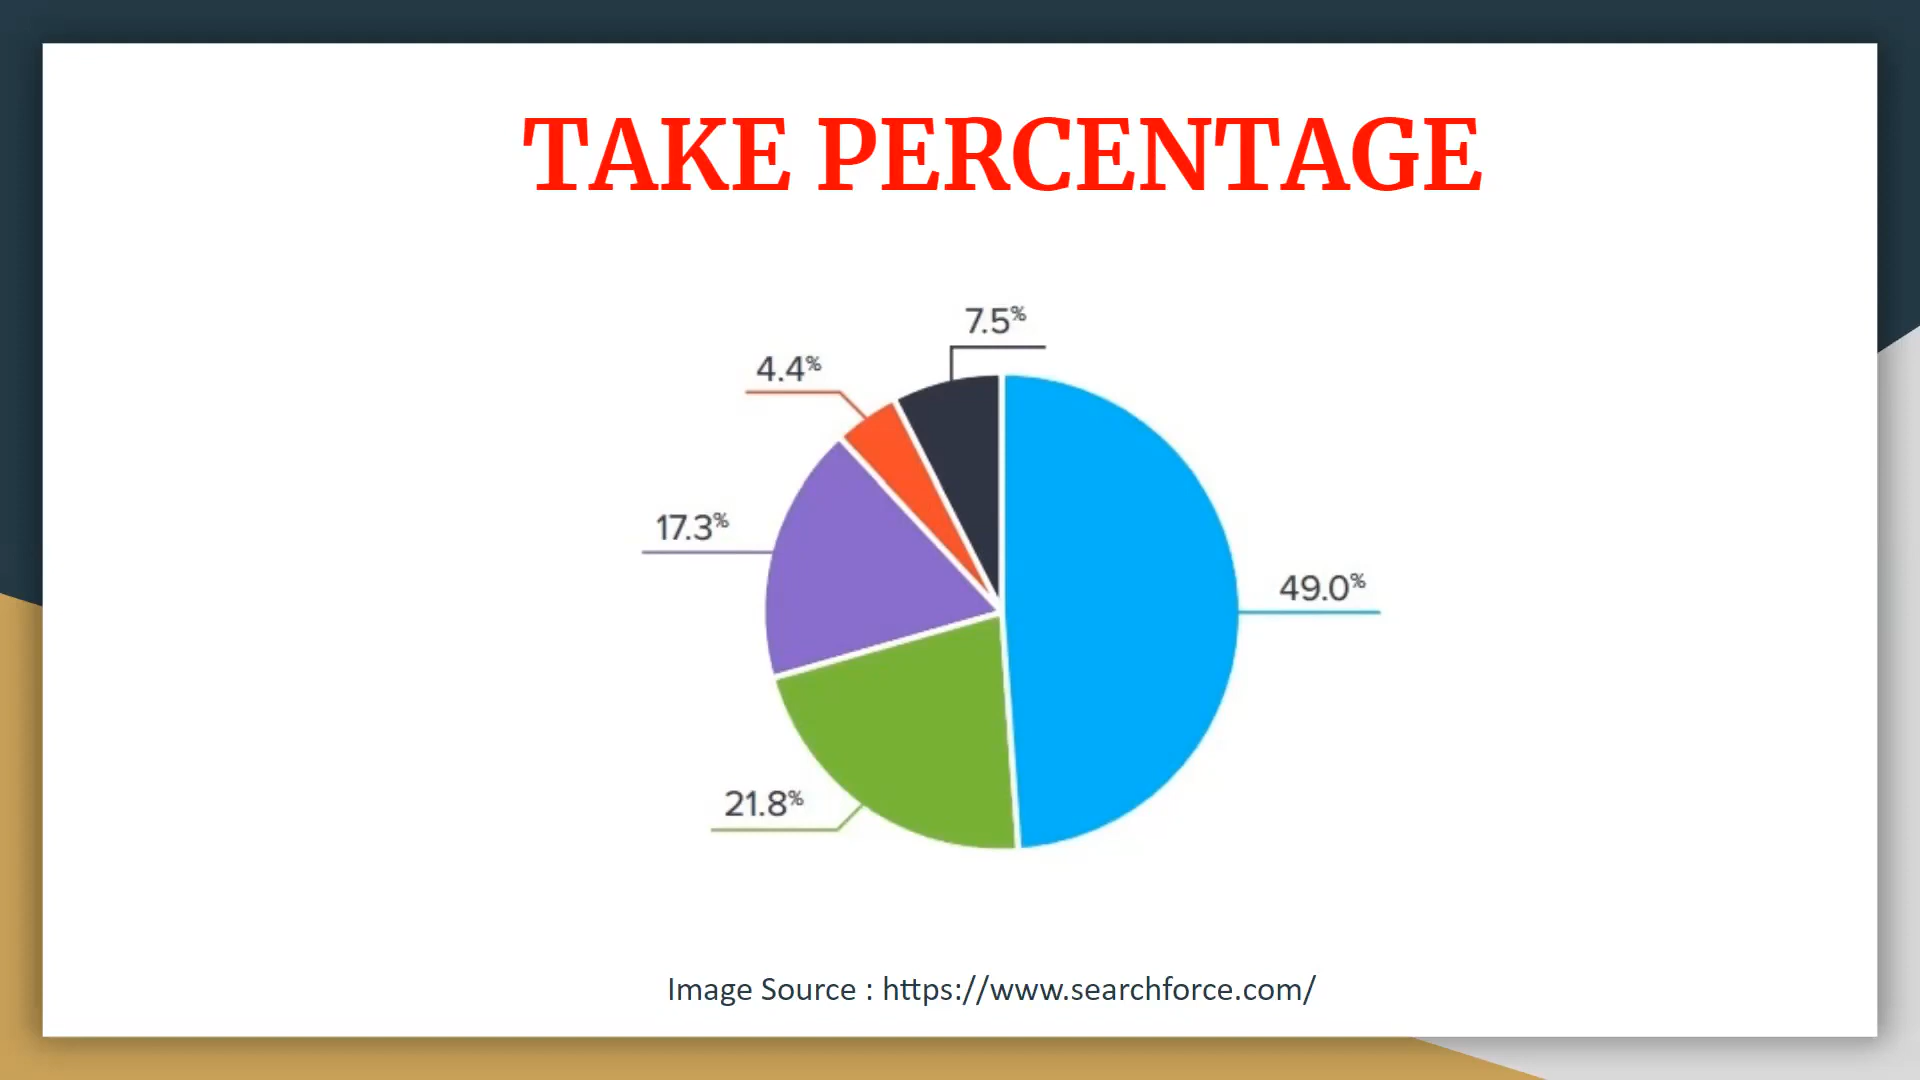 TAKE PERCENTAGE
7.5%
4.4%
17.3%
49.0%
21.8%
Image Source : https://www.searchforce.com/